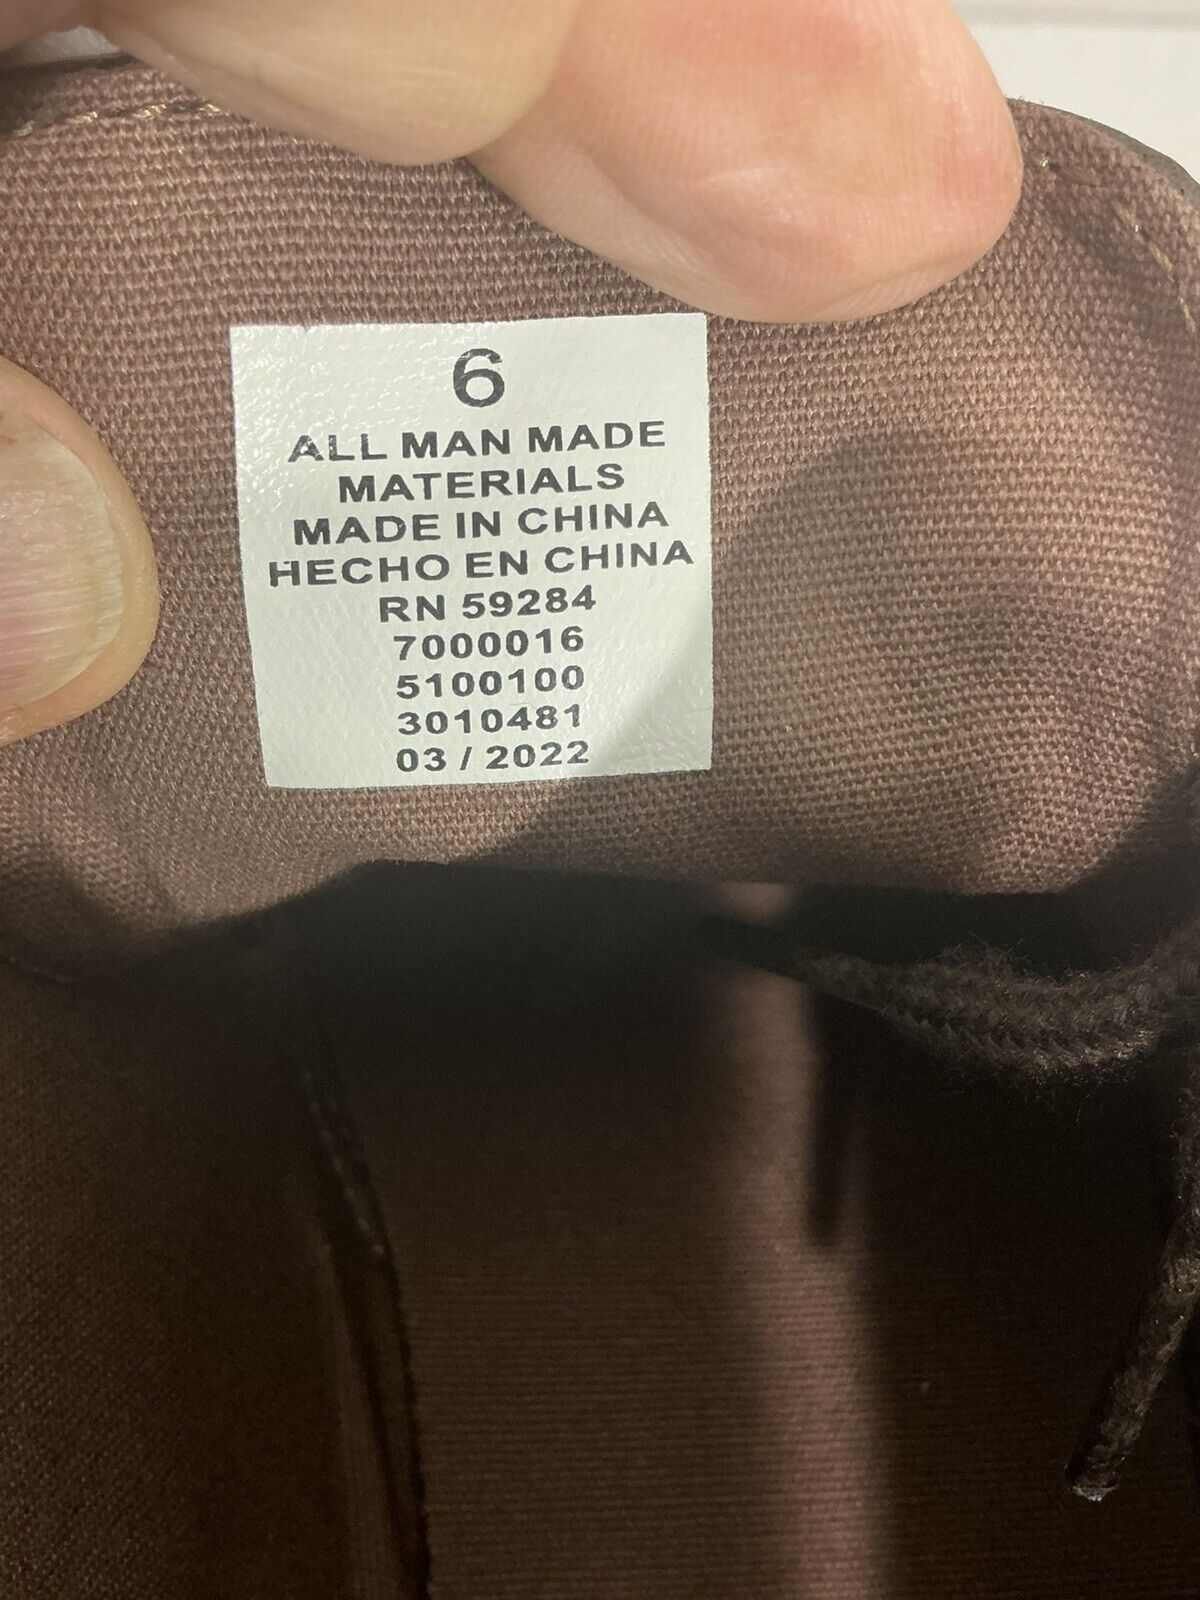 6
ALL MAN MADE
MATERIALS
MADE IN CHINA
HECHO EN CHINA
RN 59284
7000016
5100100
3010481
03 / 2022